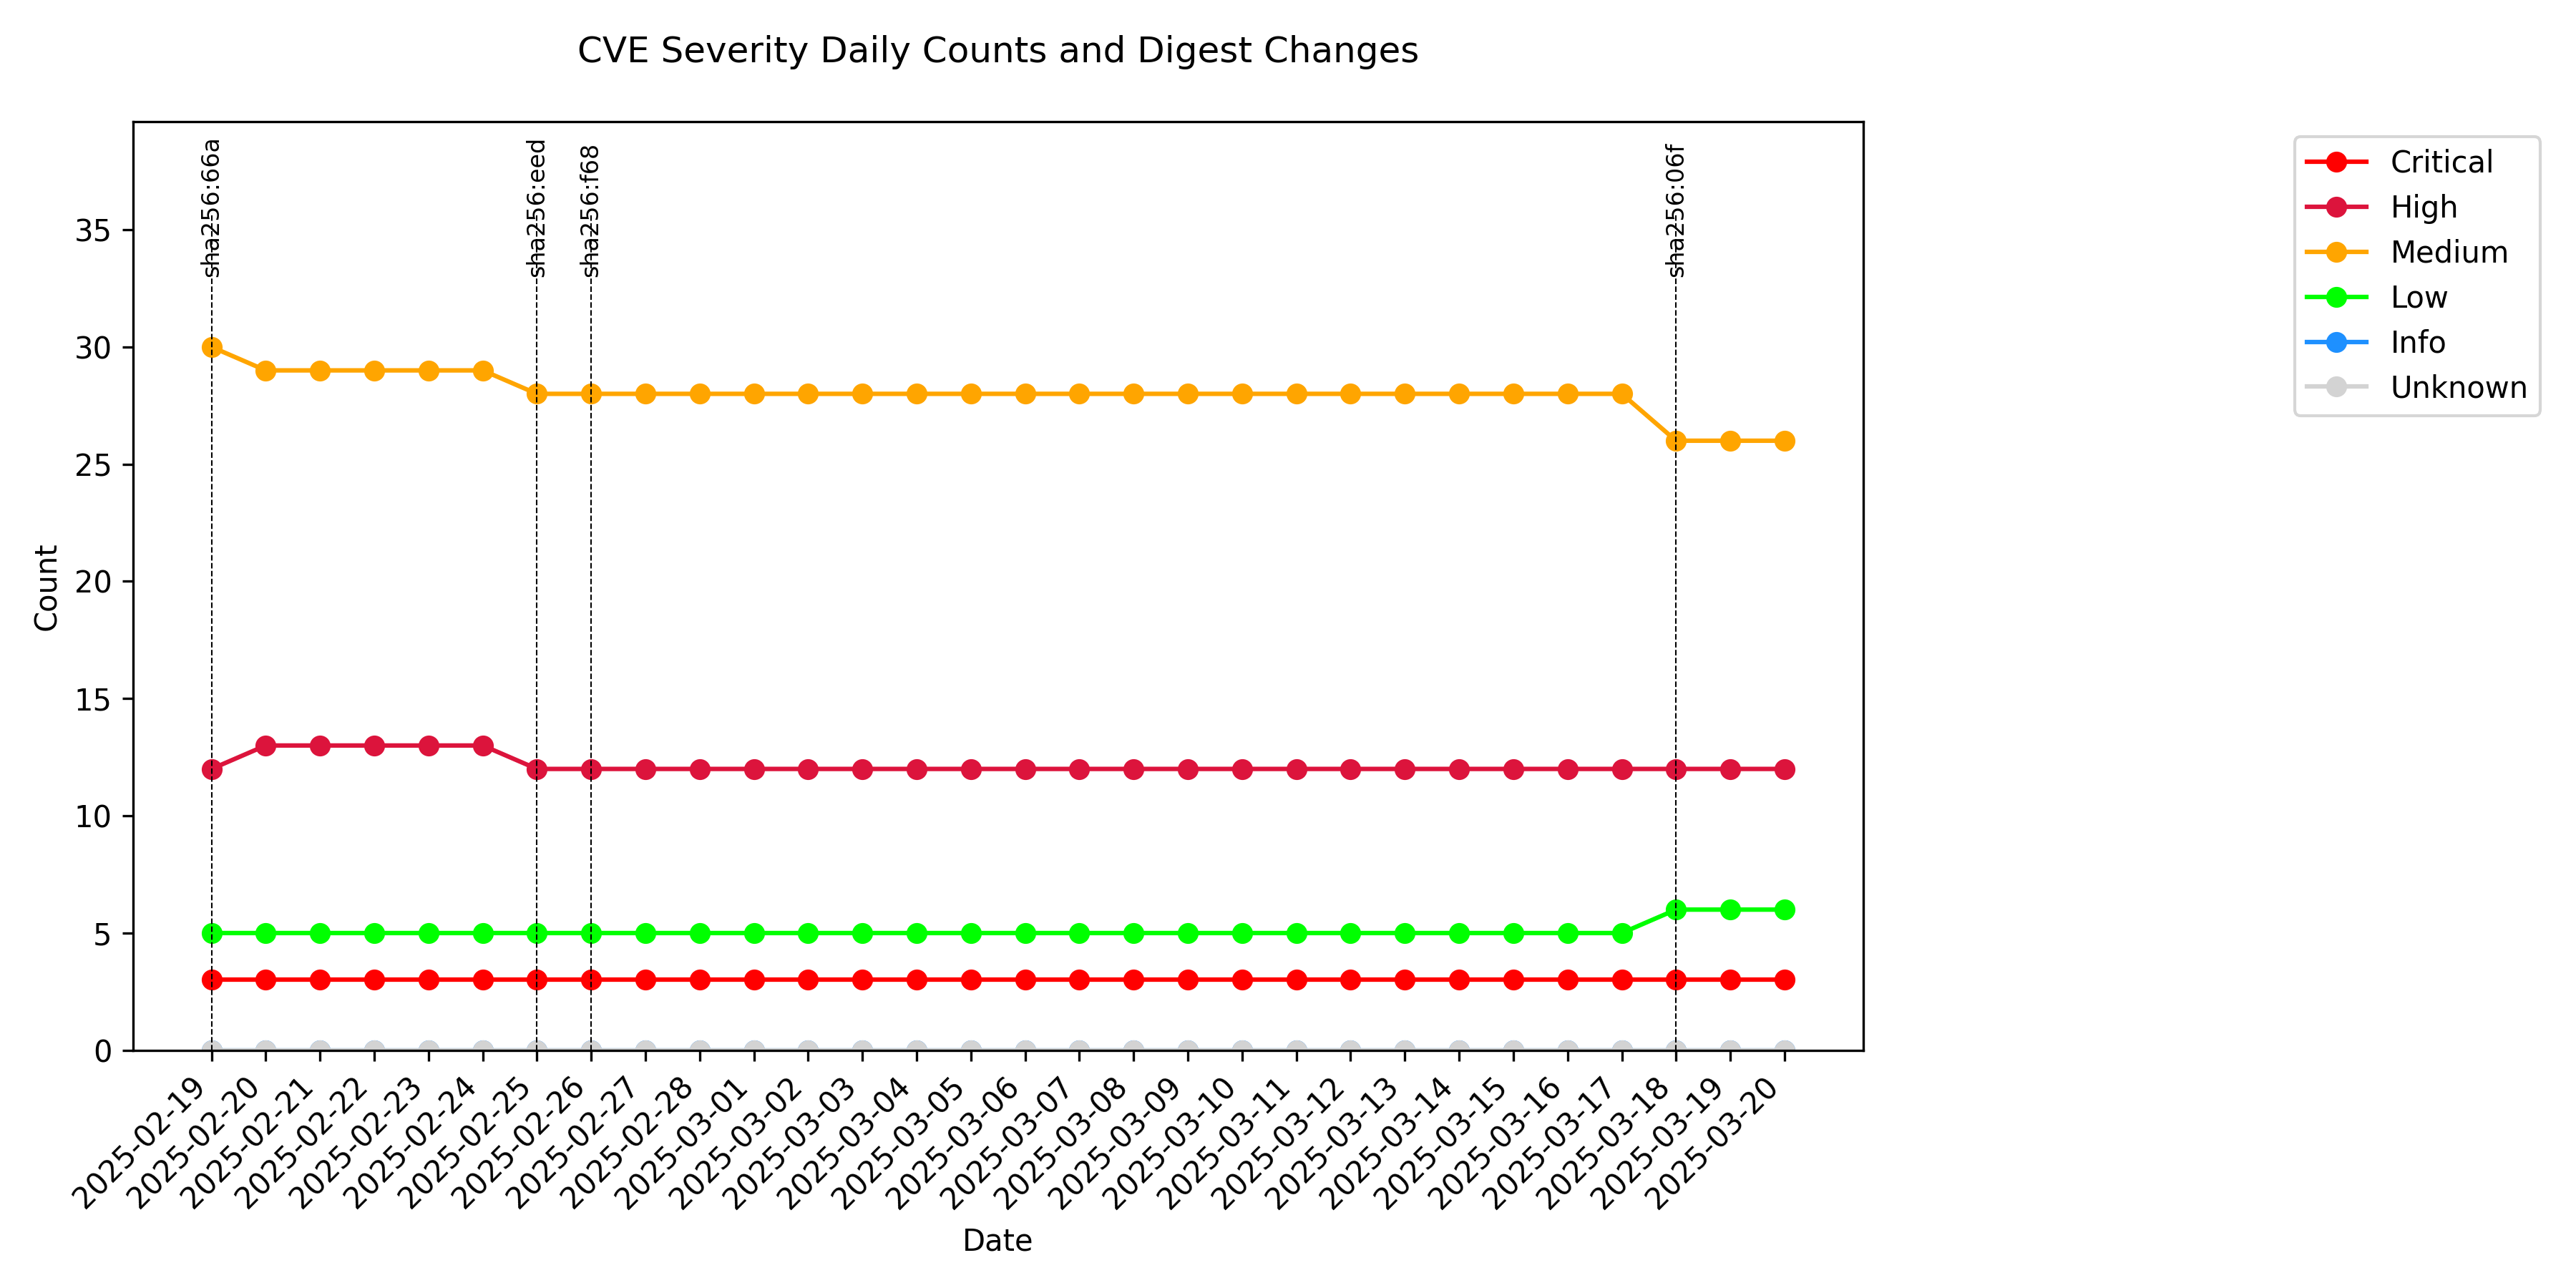 CVE Severity Daily Counts and Digest Changes
sha256:66a
sha256:eed
sha256:f68
sha256:06f
Critical
High
Medium
Low
Info
Unknown
35
30
25
20
15
10
5
0
Count
2025-02-19
2025-02-20
2025-02-21
2025-02-22
2025-02-23
2025-02-24
2025-02-25
2025-02-26
2025-02-27
2025-02-28
2025-03-01
2025-03-02
2025-03-03
2025-03-04
2025-03-05
2025-03-06
2025-03-07
2025-03-08
2025-03-09
2025-03-10
2025-03-11
2025-03-12
2025-03-13
2025-03-14
2025-03-15
2025-03-16
2025-03-17
2025-03-18
2025-03-19
2025-03-20
Date